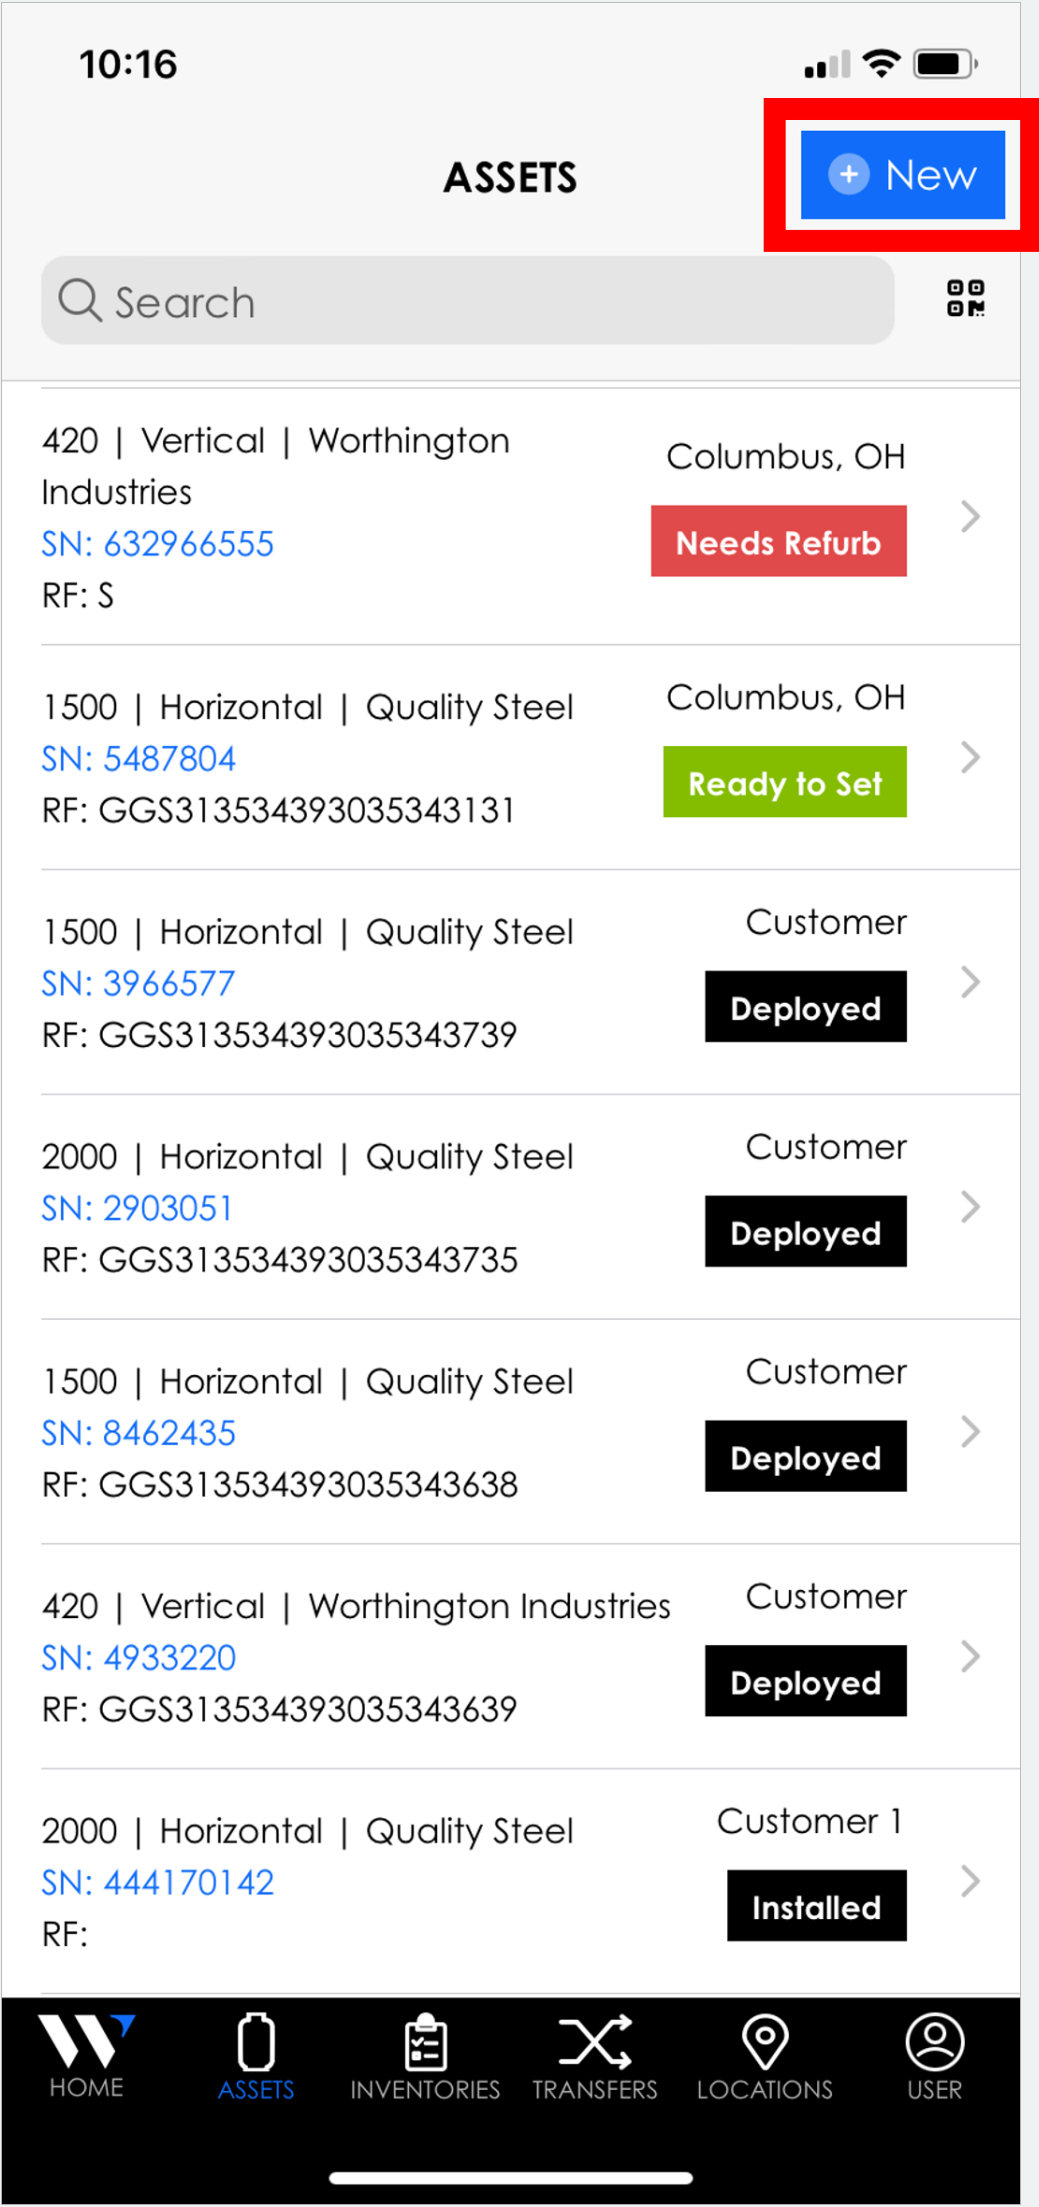 10:16
ASSETS
New
Search
420 | Vertical | Worthington
Industries
SN: 632966555
RF: S
Columbus, OH
Needs Refurb
1500 | Horizontal | Quality Steel
SN: 5487804
RF: GGS313534393035343131
Columbus, OH
Ready to Set
1500 | Horizontal | Quality Steel
SN: 3966577
RF: GGS313534393035343739
Customer
Deployed
2000 | Horizontal | Quality Steel
SN: 2903051
RF: GGS313534393035343735
Customer
Deployed
1500 | Horizontal | Quality Steel
SN: 8462435
RF: GGS313534393035343638
Customer
Deployed
420 | Vertical | Worthington Industries
SN: 4933220
RF: GGS313534393035343639
Customer
Deployed
2000 | Horizontal | Quality Steel
SN: 444170142
RF:
Customer 1
Installed
HOME
ASSETS
INVENTORIES
TRANSFERS
LOCATIONS
USER